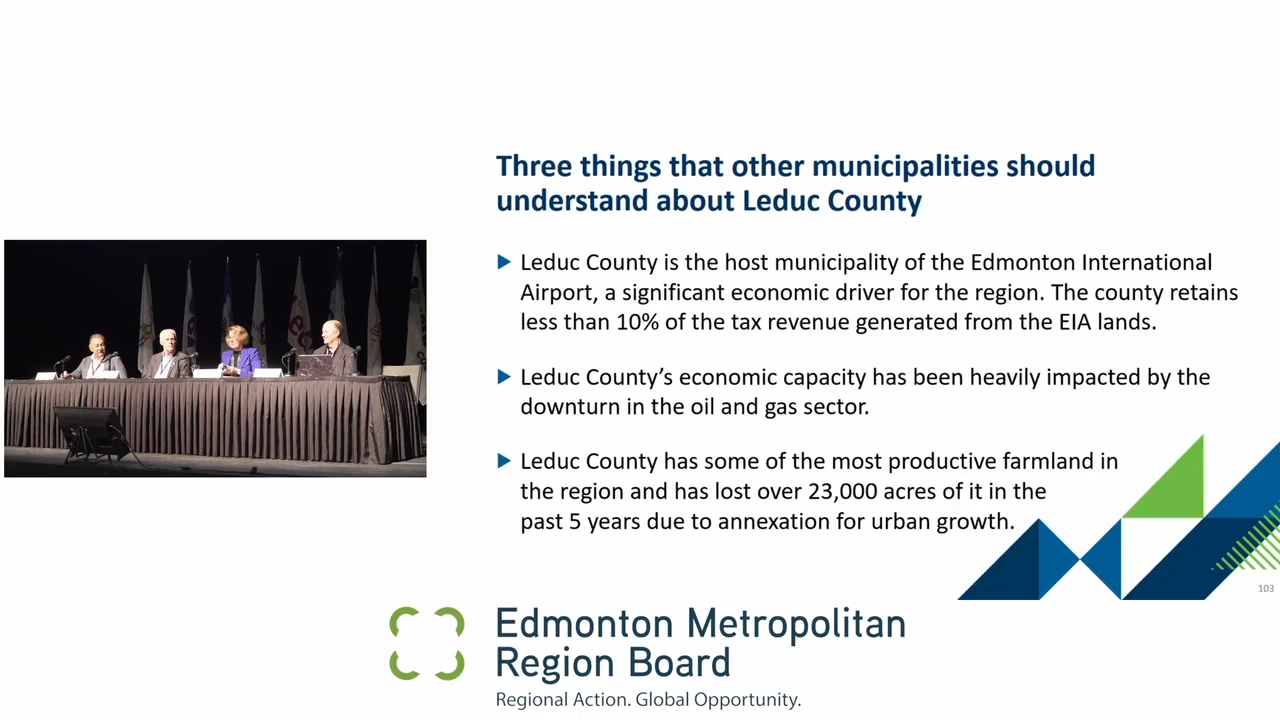 Three things that other municipalities should
understand about Leduc County
Leduc County is the host municipality of the Edmonton International
Airport, a significant economic driver for the region. The county retains
less than 10% of the tax revenue generated from the EIA lands.
Leduc County's economic capacity has been heavily impacted by the
downturn in the oil and gas sector.
Leduc County has some of the most productive farmland in
the region and has lost over 23,000 acres of it in the
past 5 years due to annexation for urban growth.
103
Edmonton Metropolitan
Region Board
Regional Action. Global Opportunity.